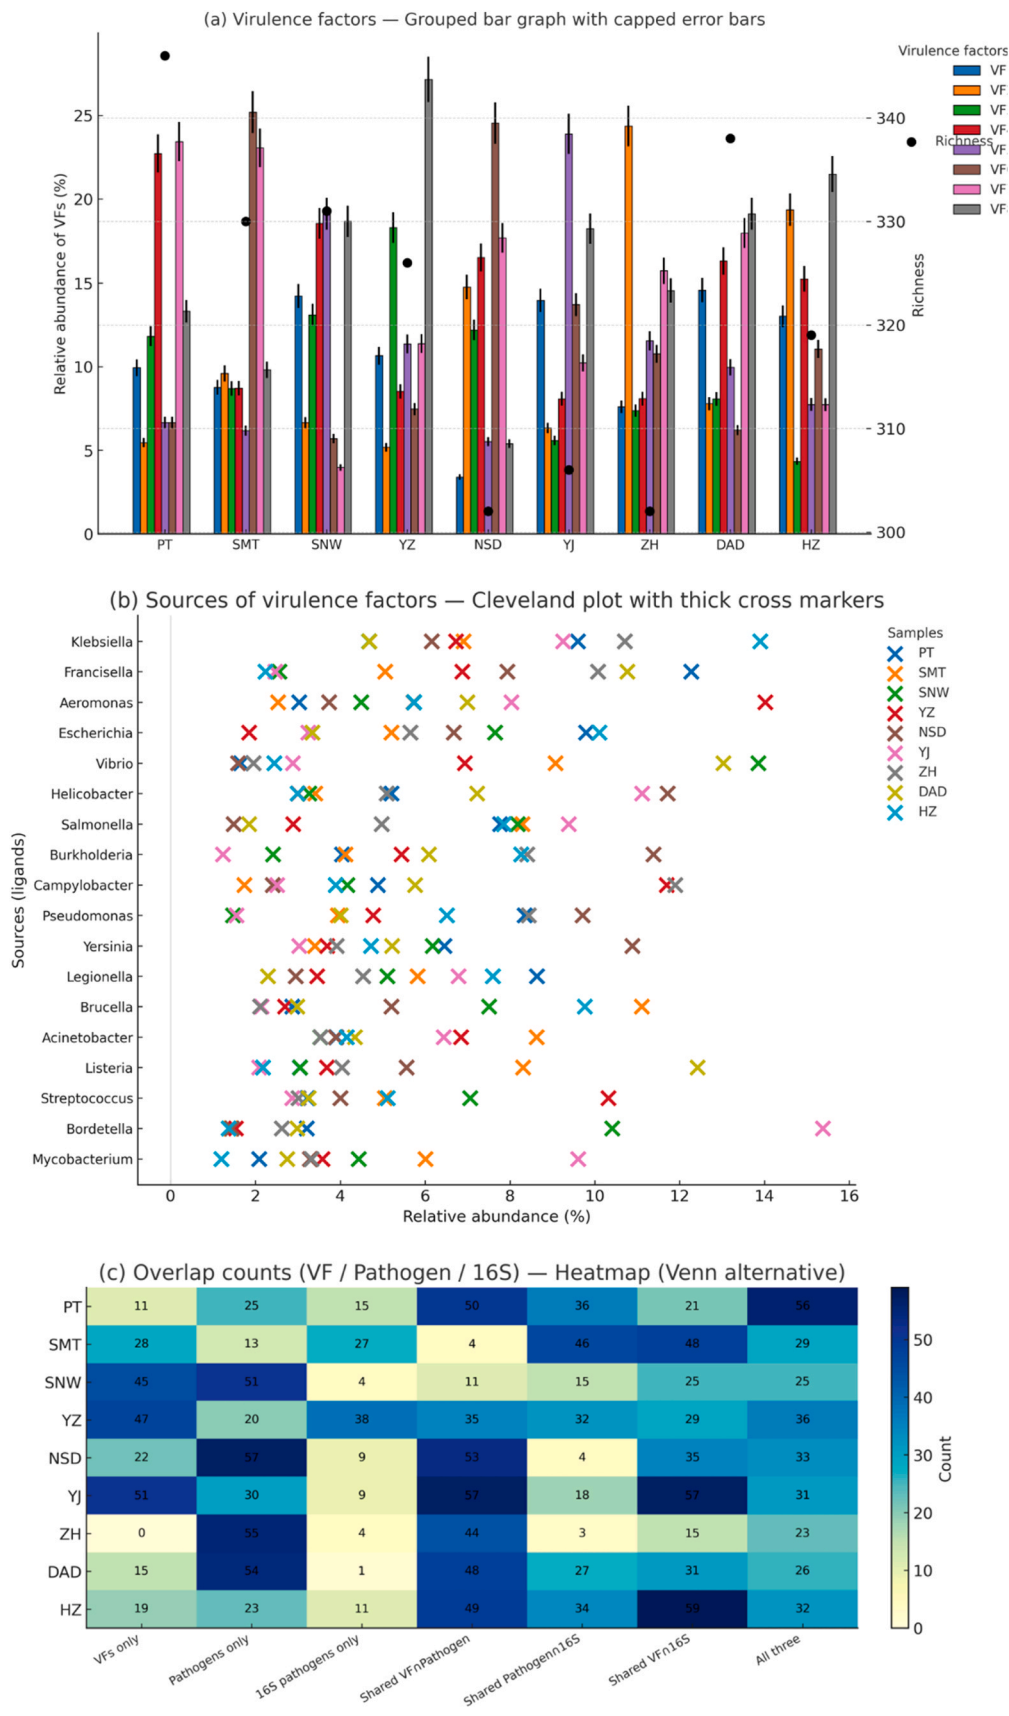 (a) Virulence factors — Grouped bar graph with capped error bars
Relative abundance of VFs (%)
25
20
15
10
5
0
PT SMT SNW YZ NSD YJ ZH DAD HZ
340
330
320
310
300
Richness
Virulence factors
VF
VF
VF
VF
VF
VF
VF
VF
Richness
(b) Sources of virulence factors — Cleveland plot with thick cross markers
Sources (ligands)
Klebsiella
Francisella
Aeromonas
Escherichia
Vibrio
Helicobacter
Salmonella
Burkholderia
Campylobacter
Pseudomonas
Yersinia
Legionella
Brucella
Acinetobacter
Listeria
Streptococcus
Bordetella
Mycobacterium
0 2 4 6 8 10 12 14 16
Relative abundance (%)
Samples
PT
SMT
SNW
YZ
NSD
YJ
ZH
DAD
HZ
(c) Overlap counts (VF / Pathogen / 16S) — Heatmap (Venn alternative)
PT 11 25 15 50 36 21 56
SMT 28 13 27 4 46 48 29
SNW 45 51 4 11 15 25 25
YZ 47 20 38 35 32 29 36
NSD 22 57 9 53 4 35 33
YJ 51 30 9 57 18 57 31
ZH 0 55 4 44 3 15 23
DAD 15 54 1 48 27 31 26
HZ 19 23 11 49 34 59 32
VFs only
Pathogens only
16S pathogens only
Shared VF∩Pathogen
Shared Pathogen∩16S
Shared VF∩16S
All three
50
40
30
20
10
0
Count